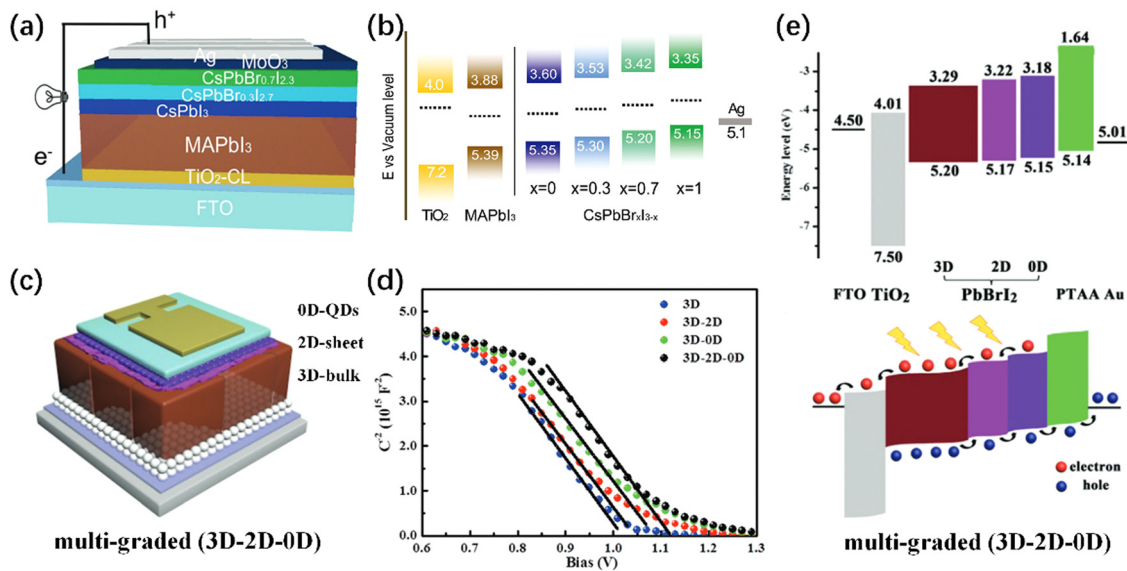 (a)
h+
Ag
MoO3
CsPbBr0.7I2.3
CsPbBr0.3I2.7
CsPbI3
MAPbI3
e-
TiO2-CL
FTO
(b)
E vs Vacuum level
4.0
3.88
3.60
3.53
3.42
3.35
Ag
5.1
7.2
5.39
5.35
5.30
5.20
5.15
x=0
x=0.3
x=0.7
x=1
TiO2
MAPbI3
CsPbBrxI3-x
(c)
0D-QDs
2D-sheet
3D-bulk
multi-graded (3D-2D-0D)
(d)
3D
3D-2D
3D-0D
3D-2D-0D
C-2 (1015 F-2)
5.0
4.0
3.0
2.0
1.0
0.0
0.6
0.7
0.8
0.9
1.0
1.1
1.2
1.3
Bias (V)
(e)
Energy level (eV)
-3
-4
-5
-6
-7
1.64
3.29
3.22
3.18
4.01
4.50
5.01
5.20
5.17
5.15
5.14
7.50
3D
2D
0D
FTO TiO2
PbBrI2
PTAA Au
electron
hole
multi-graded (3D-2D-0D)